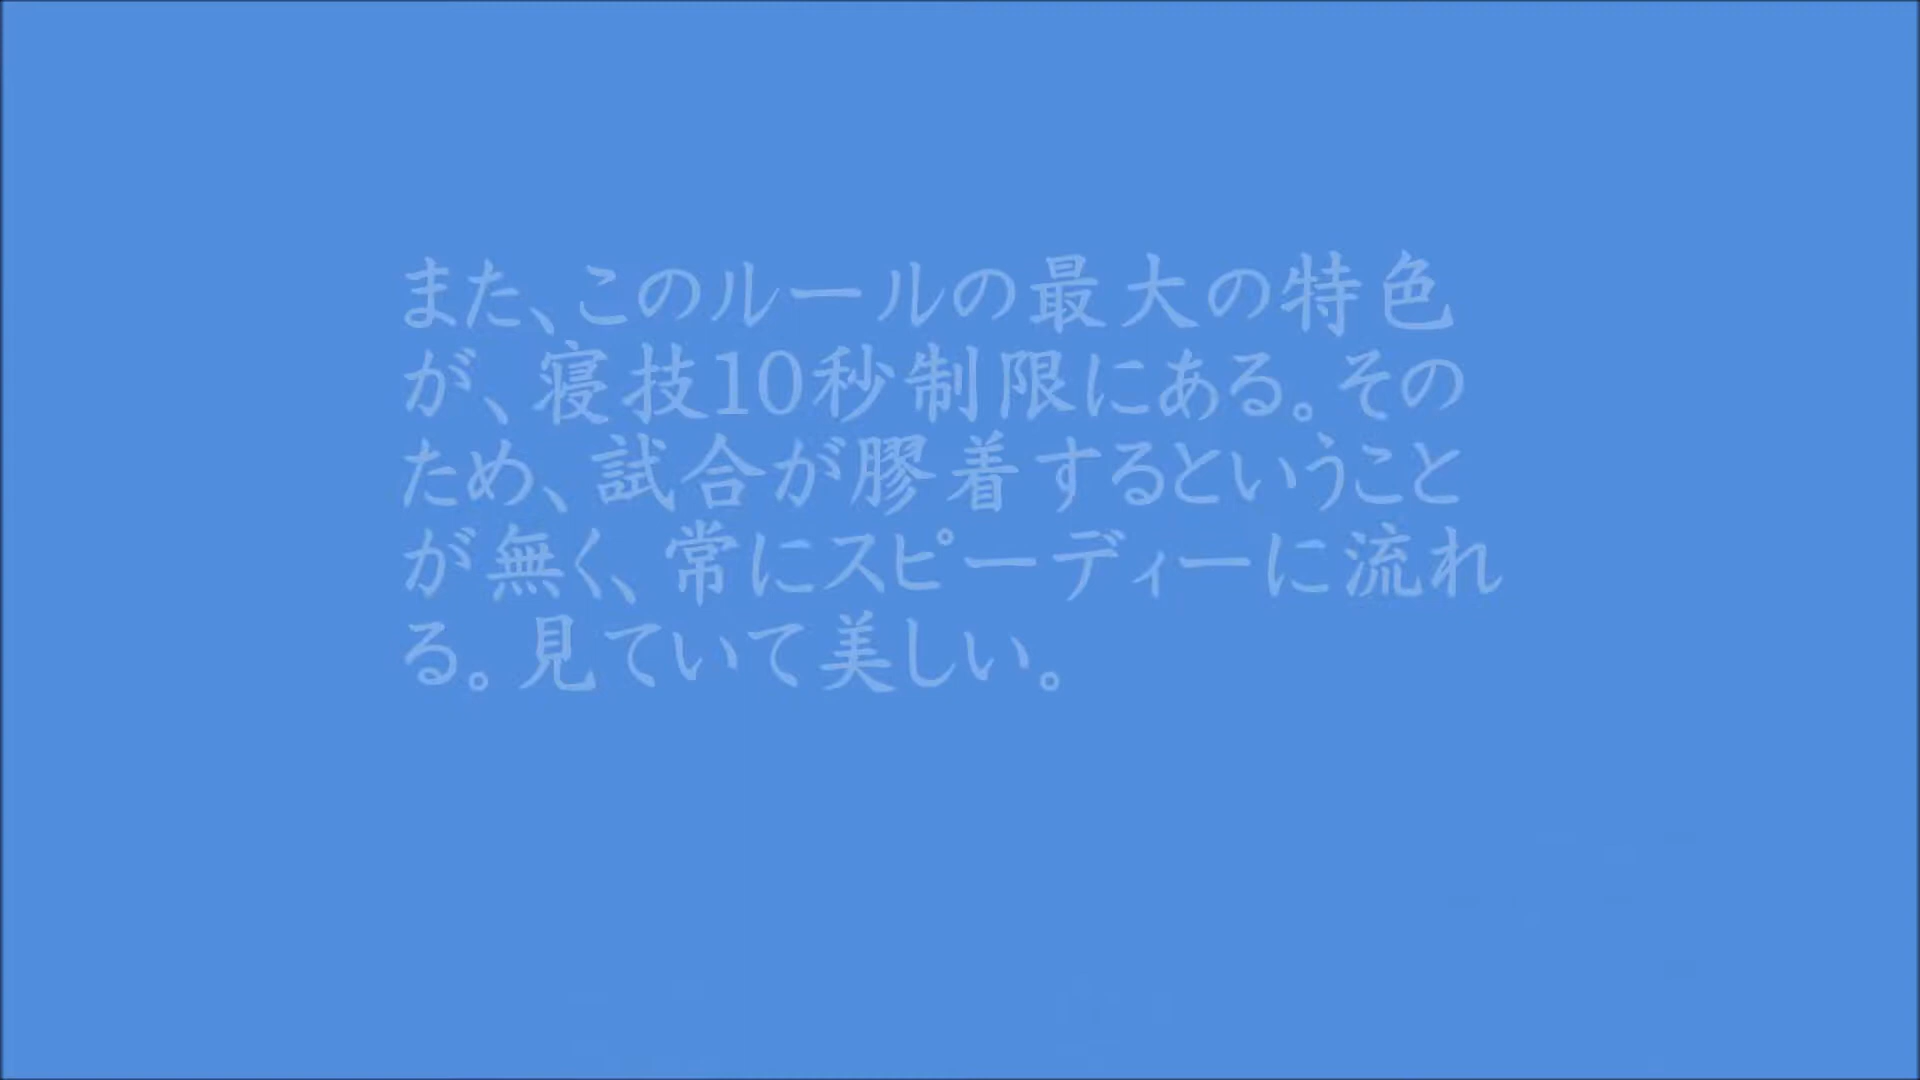 また、このルールの最大の特色
が、寝技10秒制限にある。その
ため、試合が膠着するということ
が無く、常にスピーディーに流れ
る。見ていて美しい。